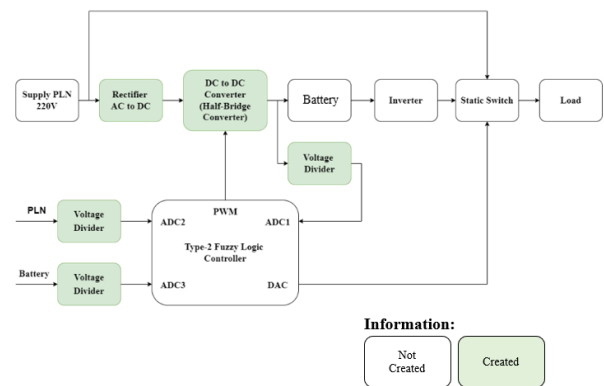 Supply PLN
220V
Rectifier
AC to DC
DC to DC
Converter
(Half-Bridge
Converter)
Battery
Inverter
Static Switch
Load
Voltage
Divider
PLN
Voltage
Divider
Battery
Voltage
Divider
PWM
ADC2
ADC1
Type-2 Fuzzy Logic
Controller
ADC3
DAC
Information:
Not
Created
Created